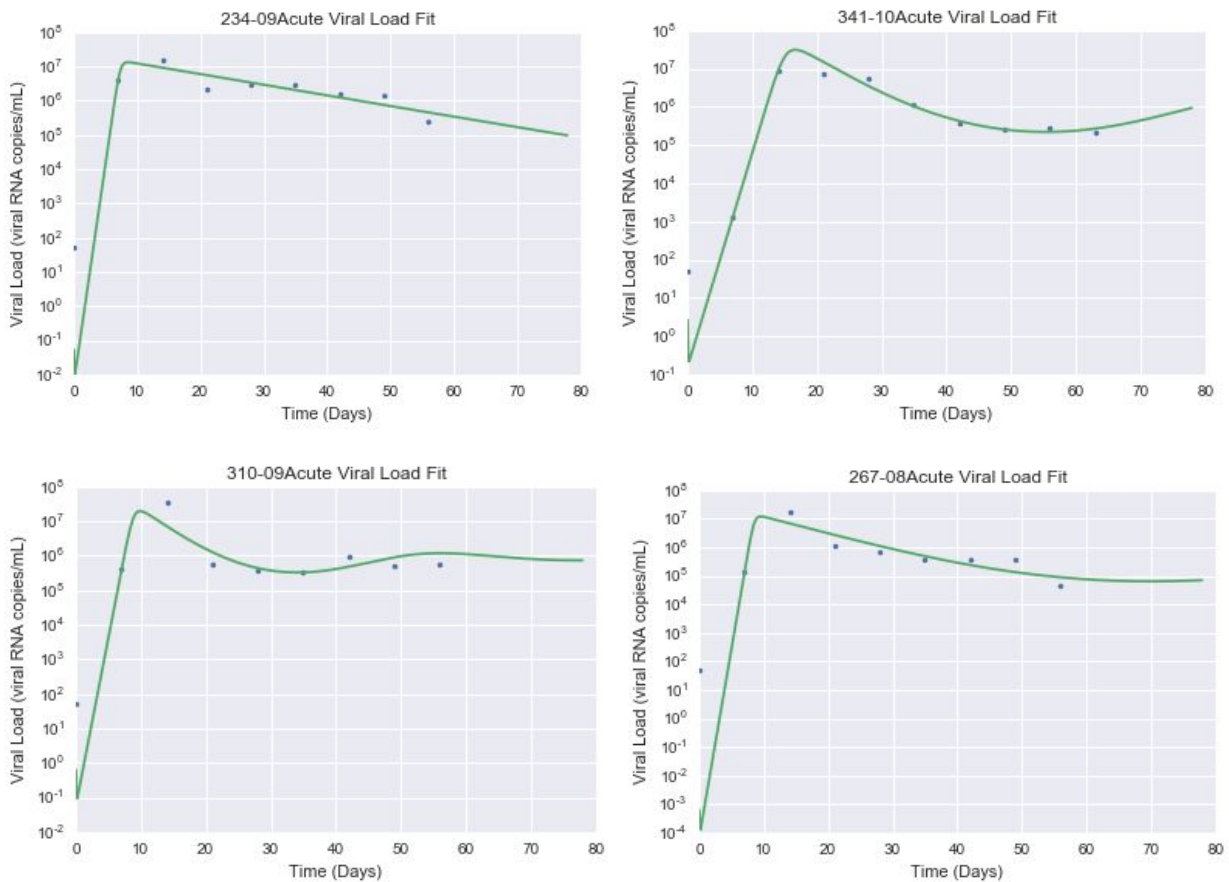 234-09Acute Viral Load Fit
Viral Load (viral RNA copies/mL)
10^8
10^7
10^6
10^5
10^4
10^3
10^2
10^1
10^0
10^-1
10^-2
0 10 20 30 40 50 60 70 80
Time (Days)
341-10Acute Viral Load Fit
Viral Load (viral RNA copies/mL)
10^8
10^7
10^6
10^5
10^4
10^3
10^2
10^1
10^0
10^-1
0 10 20 30 40 50 60 70 80
Time (Days)
310-09Acute Viral Load Fit
Viral Load (viral RNA copies/mL)
10^8
10^7
10^6
10^5
10^4
10^3
10^2
10^1
10^0
10^-1
10^-2
0 10 20 30 40 50 60 70 80
Time (Days)
267-08Acute Viral Load Fit
Viral Load (viral RNA copies/mL)
10^8
10^7
10^6
10^5
10^4
10^3
10^2
10^1
10^0
10^-1
10^-2
10^-3
10^-4
0 10 20 30 40 50 60 70 80
Time (Days)